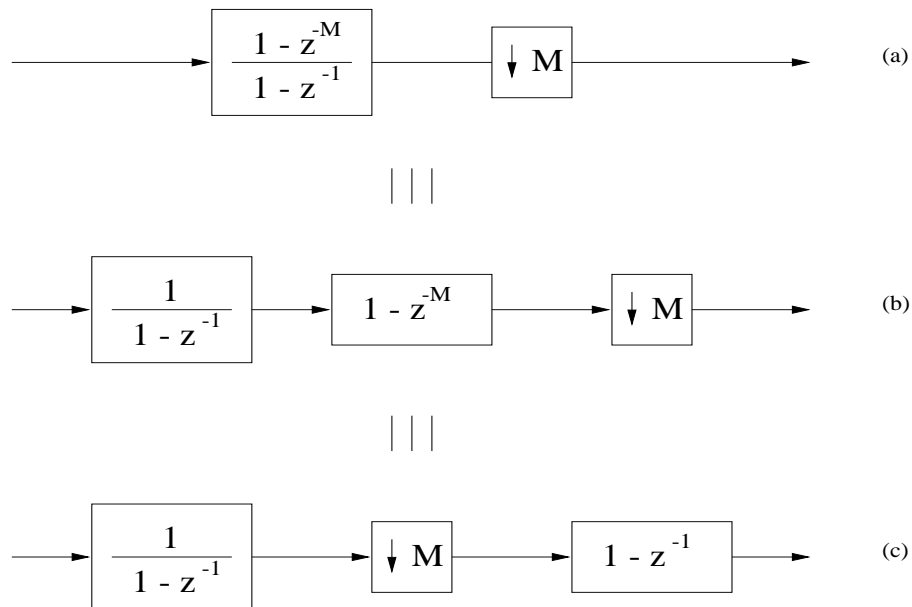 1 - z^-M
1 - z^-1
↓ M
(a)
1
1 - z^-1
1 - z^-M
↓ M
(b)
1
1 - z^-1
↓ M
1 - z^-1
(c)